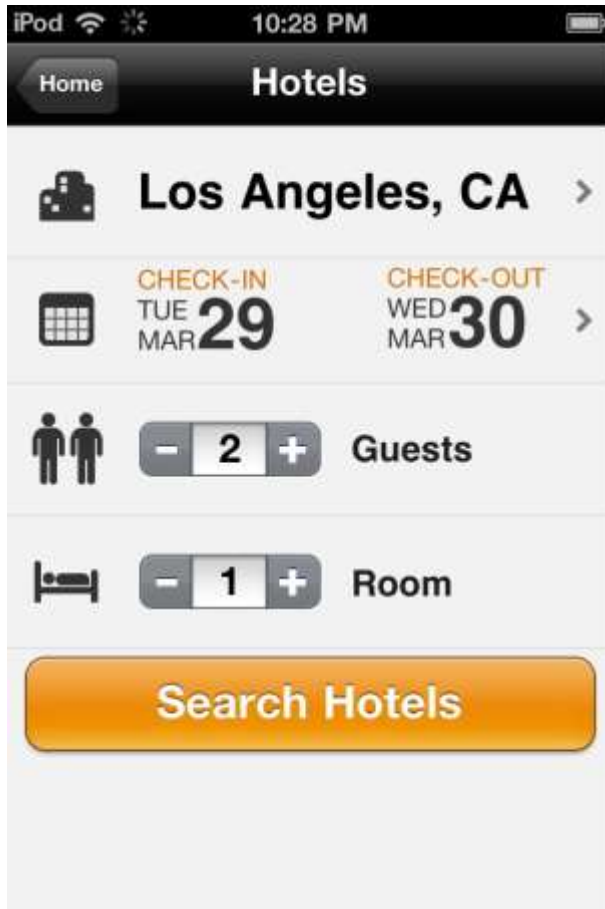 iPod 10:28 PM
Home Hotels
Los Angeles, CA
CHECK-IN CHECK-OUT
TUE MAR 29 WED MAR 30
- 2 + Guests
- 1 + Room
Search Hotels